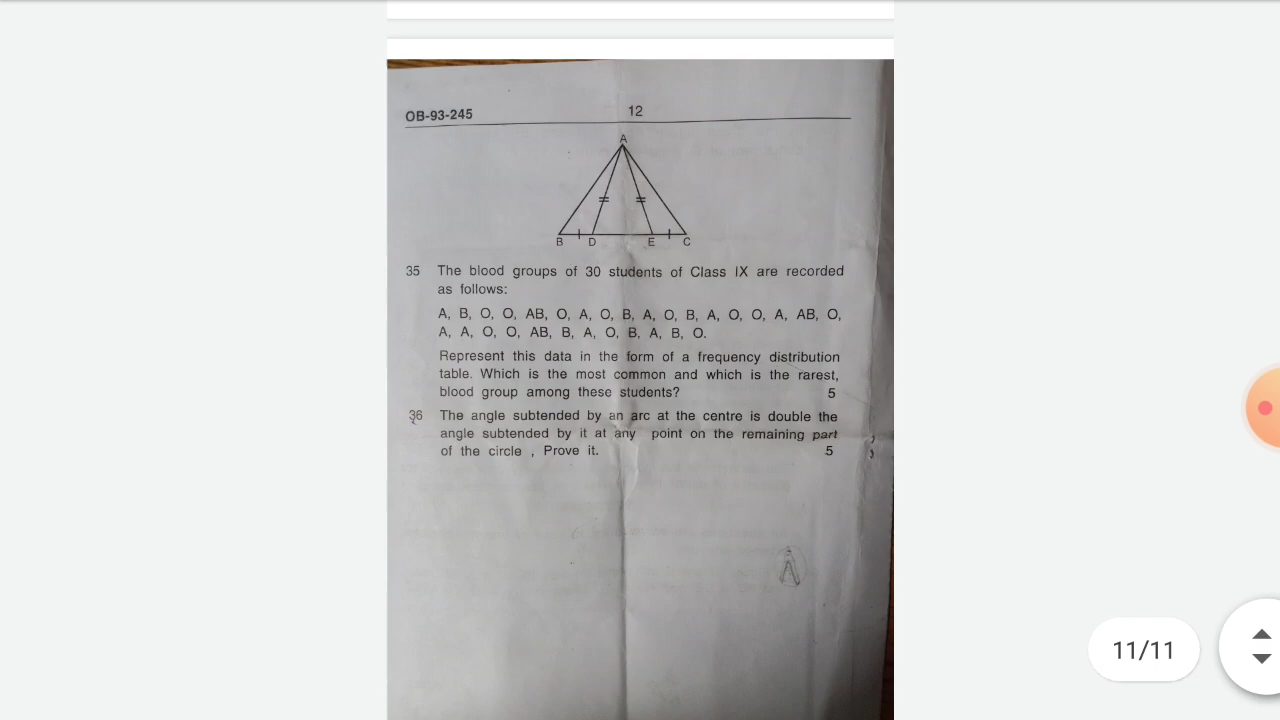 OB-93-245 12
A
B D E C
35 The blood groups of 30 students of Class IX are recorded
as follows:
A, B, O, O, AB, O, A, O, B, A, O, B, A, O, O, A, AB, O,
A, A, O, O, AB, B, A, O, B, A, B, O.
Represent this data in the form of a frequency distribution
table. Which is the most common and which is the rarest,
blood group among these students? 5
36 The angle subtended by an arc at the centre is double the
angle subtended by it at any point on the remaining part
of the circle , Prove it. 5
11/11